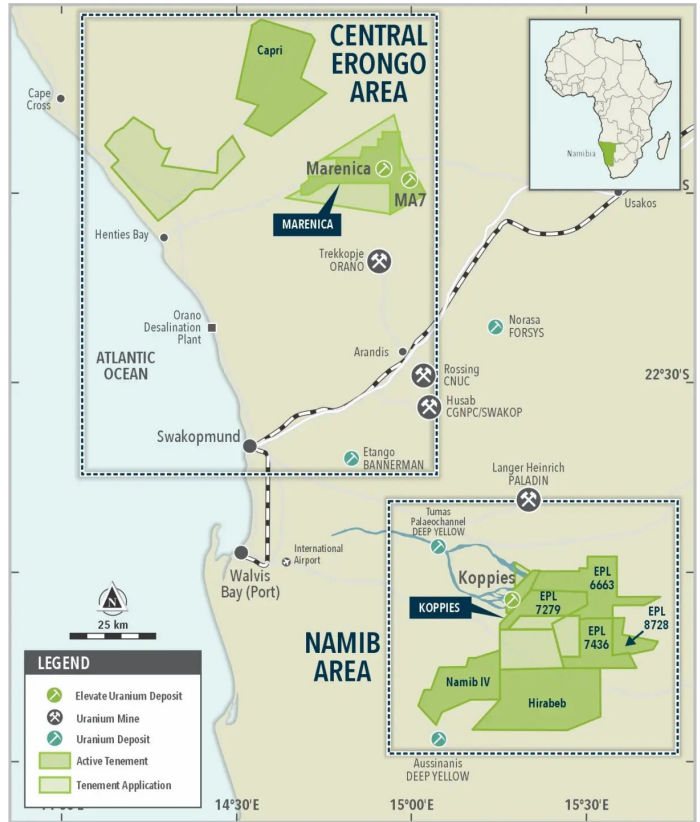 CENTRAL
ERONGO
AREA
Capri
Cape
Cross
Namibia
Marenica
MA7
MARENICA
Usakos
Henties Bay
Trekkopje
ORANO
Orano
Desalination
Plant
Norasa
FORSYS
ATLANTIC
OCEAN
Arandis
Rossing
CNUC
22°30'S
Husab
CGNPC/SWAKOP
Swakopmund
Etango
BANNERMAN
Langer Heinrich
PALADIN
Tumas
Palaeochannel
DEEP YELLOW
International
Airport
Walvis
Bay (Port)
Koppies
KOPPIES
EPL
6663
EPL
7279
EPL
8728
EPL
7436
N
25 km
NAMIB
AREA
Namib IV
Hirabeb
Aussinanis
DEEP YELLOW
LEGEND
Elevate Uranium Deposit
Uranium Mine
Uranium Deposit
Active Tenement
Tenement Application
14°30'E
15°00'E
15°30'E